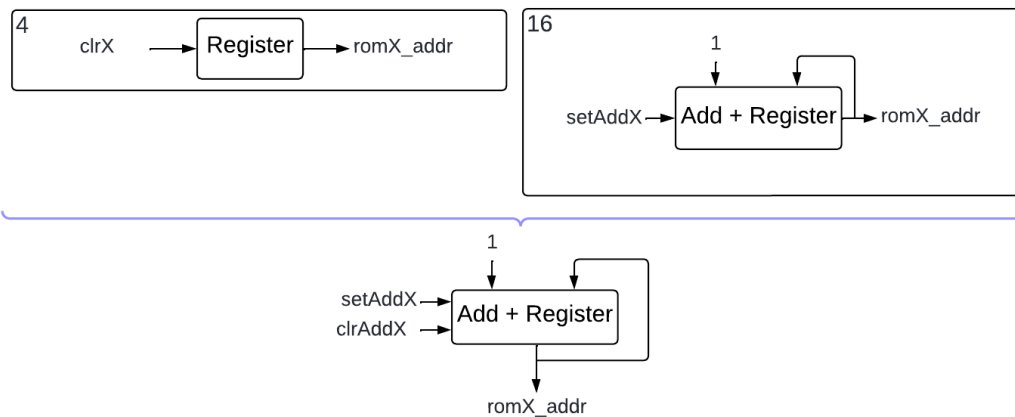 4
clrX
Register
romX_addr
16
1
setAddX
Add + Register
romX_addr
1
setAddX
clrAddX
Add + Register
romX_addr